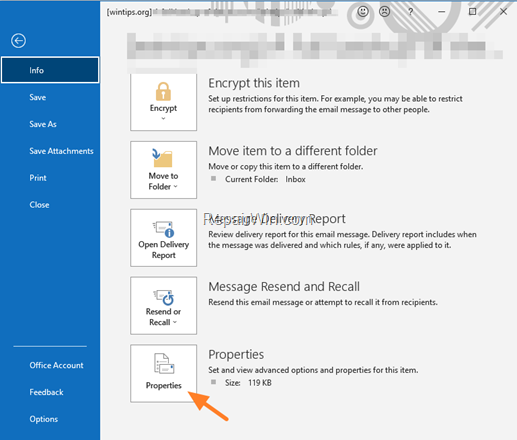 [wintips.org]
?
Info
Encrypt this item
Set up restrictions for this item. For example, you may be able to restrict
recipients from forwarding the email message to other people.
Encrypt
Save
Save As
Save Attachments
Print
Close
Move item to a different folder
Move or copy this item to a different folder.
Current Folder: Inbox
Move to
Folder
RepairWin.com
Message Delivery Report
Review delivery report for this email message. Delivery report includes when
the message was delivered and which rules, if any, were applied to it.
Open Delivery
Report
Message Resend and Recall
Resend this email message or attempt to recall it from recipients.
Resend or
Recall
Properties
Set and view advanced options and properties for this item.
Size: 119 KB
Properties
Office Account
Feedback
Options